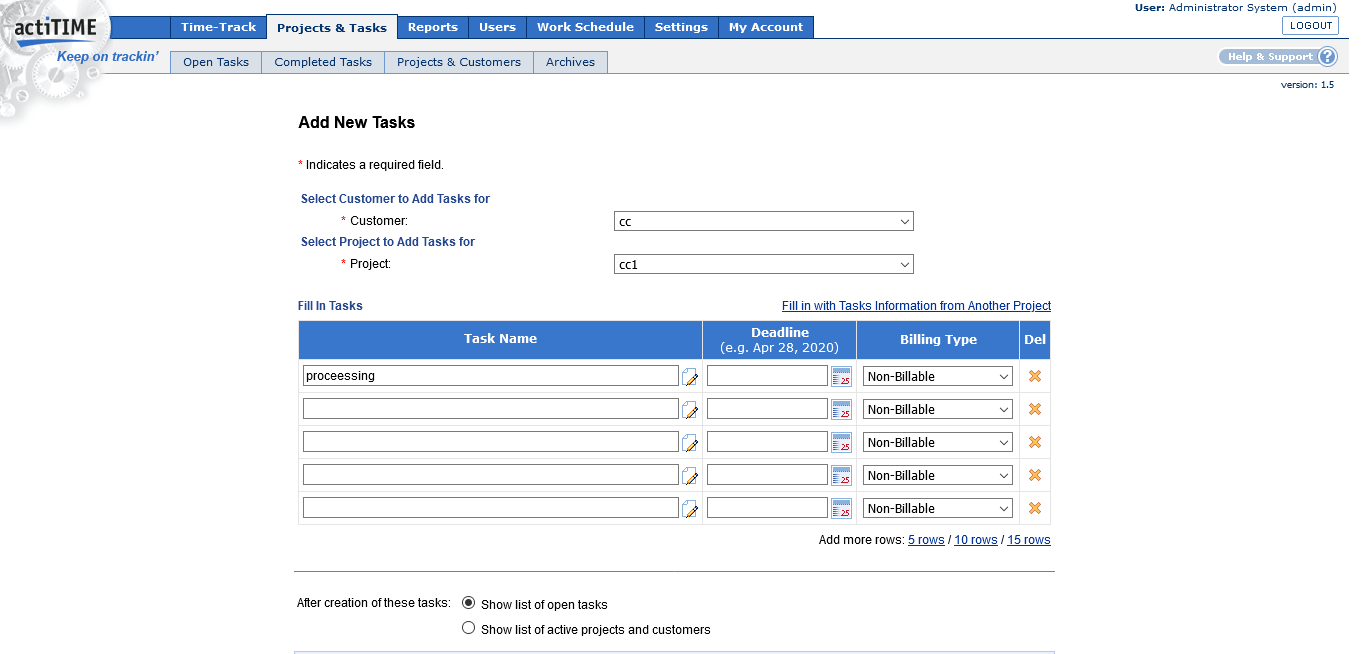 User: Administrator System (admin)
actiTIME
Time-Track Projects & Tasks Reports Users Work Schedule Settings My Account
LOGOUT
Keep on trackin'
Open Tasks Completed Tasks Projects & Customers Archives
Help & Support ?
version: 1.5
Add New Tasks
* Indicates a required field.
Select Customer to Add Tasks for
* Customer: cc
Select Project to Add Tasks for
* Project: cc1
Fill In Tasks Fill in with Tasks Information from Another Project
Task Name Deadline (e.g. Apr 28, 2020) Billing Type Del
proceessing 25 Non-Billable
25 Non-Billable
25 Non-Billable
25 Non-Billable
25 Non-Billable
Add more rows: 5 rows / 10 rows / 15 rows
After creation of these tasks: Show list of open tasks
Show list of active projects and customers